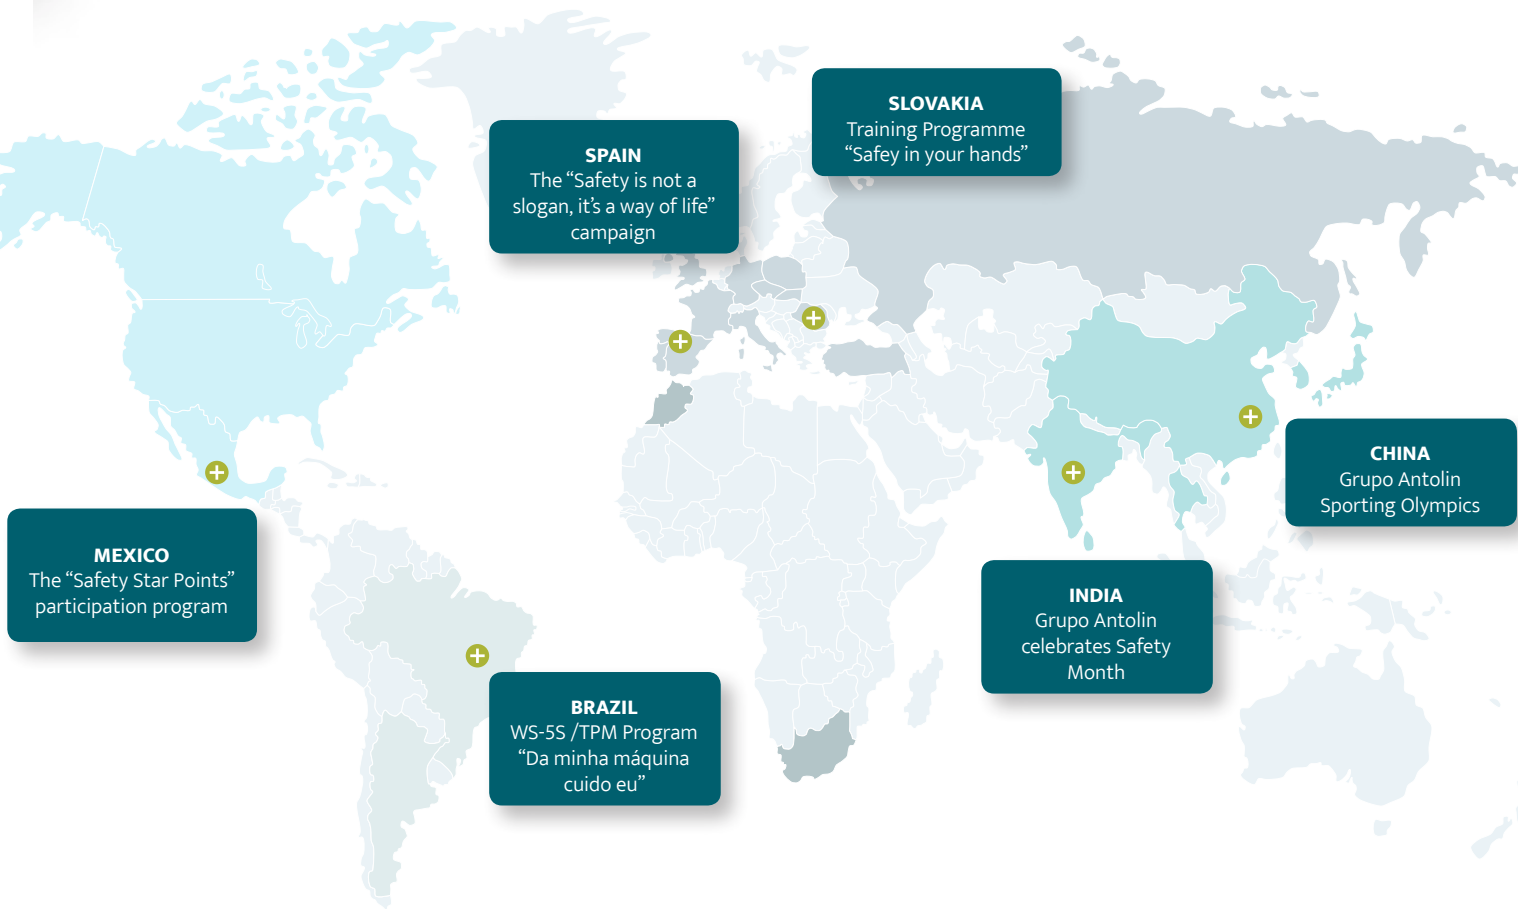 SLOVAKIA
Training Programme
“Safey in your hands”
SPAIN
The “Safety is not a
slogan, it’s a way of life”
campaign
CHINA
Grupo Antolin
Sporting Olympics
MEXICO
The “Safety Star Points”
participation program
INDIA
Grupo Antolin
celebrates Safety
Month
BRAZIL
WS-5S /TPM Program
“Da minha máquina
cuido eu”